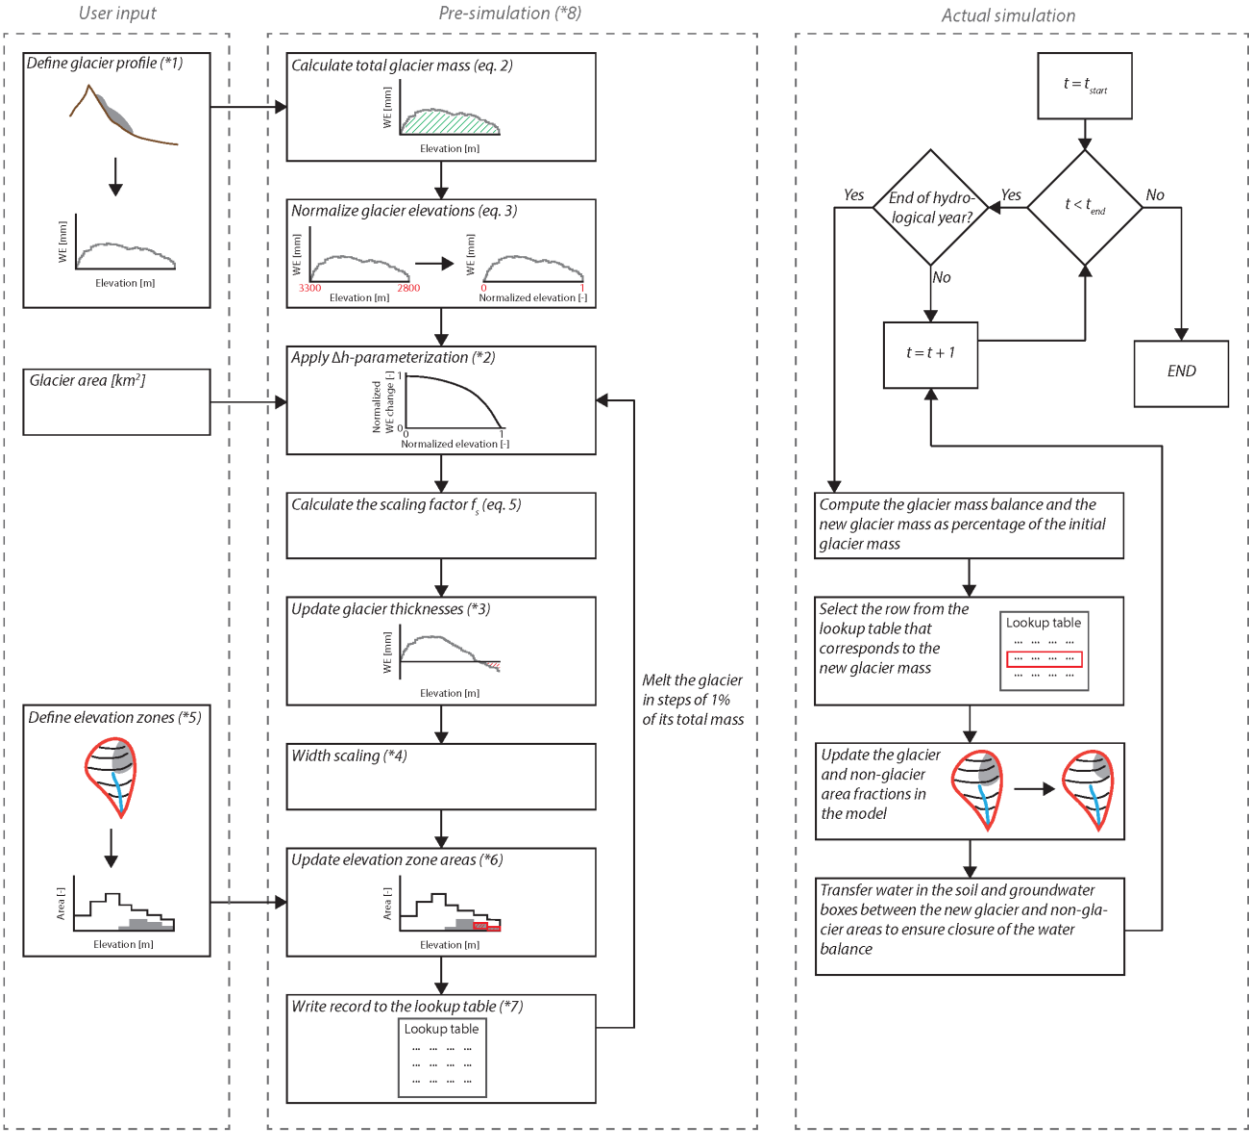 User input
Pre-simulation (*8)
Actual simulation
Define glacier profile (*1)
WE [mm]
Elevation [m]
Glacier area [km²]
Define elevation zones (*5)
Area [-]
Elevation [m]
Calculate total glacier mass (eq. 2)
WE [mm]
Elevation [m]
Normalize glacier elevations (eq. 3)
WE [mm]
3300
2800
Elevation [m]
WE [mm]
0
1
Normalized elevation [-]
Apply Δh-parameterization (*2)
Normalized
WE change [-]
1
0
0
1
Normalized elevation [-]
Calculate the scaling factor fs (eq. 5)
Update glacier thicknesses (*3)
WE [mm]
Elevation [m]
Width scaling (*4)
Update elevation zone areas (*6)
Area [-]
Elevation [m]
Write record to the lookup table (*7)
Lookup table
... ... ... ...
... ... ... ...
... ... ... ...
Melt the glacier
in steps of 1%
of its total mass
t = tstart
t < tend
Yes
No
End of hydro-
logical year?
Yes
No
t = t + 1
END
Compute the glacier mass balance and the
new glacier mass as percentage of the initial
glacier mass
Select the row from the
lookup table that
corresponds to the
new glacier mass
Lookup table
... ... ... ...
... ... ... ...
... ... ... ...
Update the glacier
and non-glacier
area fractions in
the model
Transfer water in the soil and groundwater
boxes between the new glacier and non-gla-
cier areas to ensure closure of the water
balance